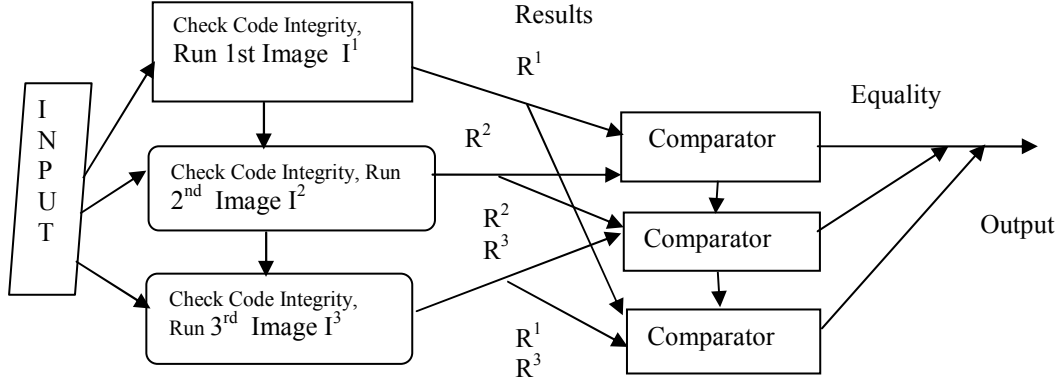 INPUT
Check Code Integrity,
Run 1st Image I¹
Check Code Integrity, Run
2ⁿᵈ Image I²
Check Code Integrity,
Run 3ʳᵈ Image I³
Results
R¹
R²
R²
R³
R¹
R³
Comparator
Comparator
Comparator
Equality
Output